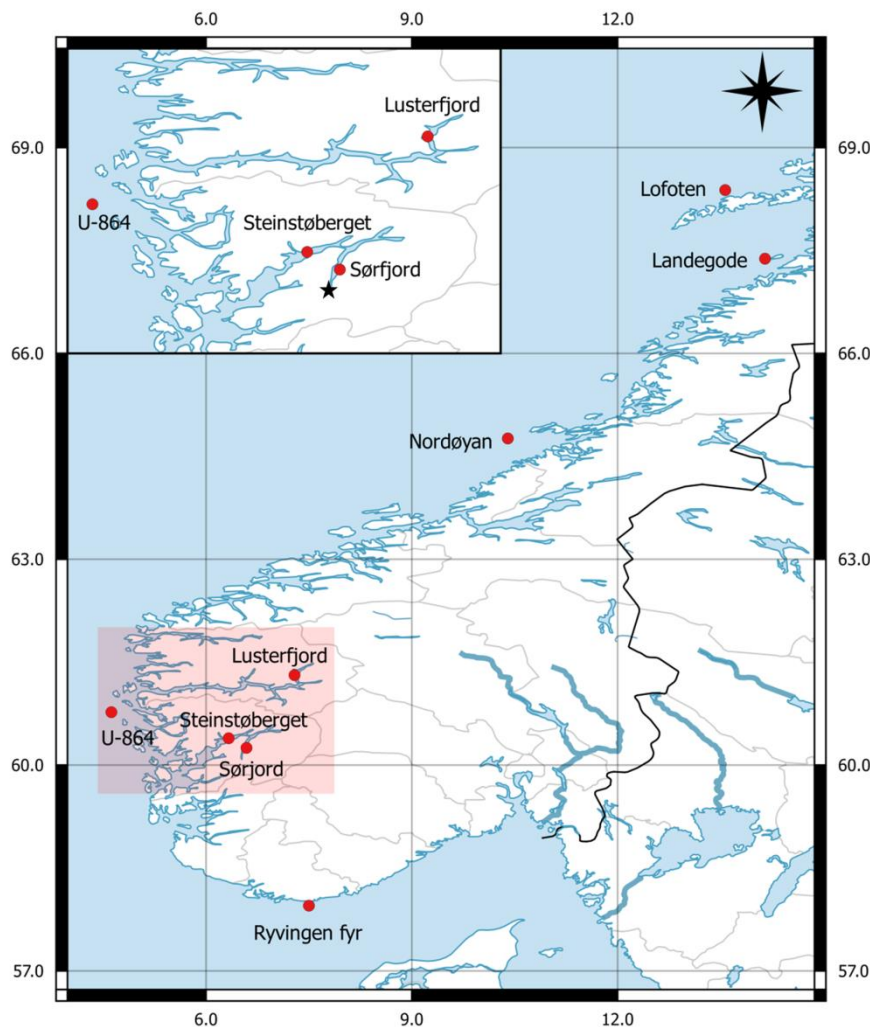 6.0 9.0 12.0
Lusterfjord
69.0 69.0
Lofoten
U-864
Steinstøberget
Landegode
Sørfjord
66.0 66.0
Nordøyan
63.0 63.0
Lusterfjord
Steinstøberget
U-864
60.0 60.0
Sørjord
Ryvingen fyr
57.0 57.0
6.0 9.0 12.0